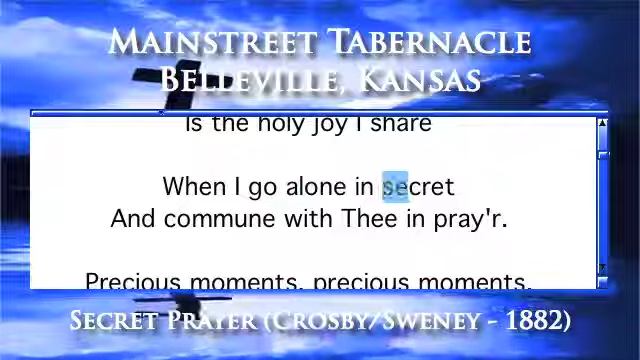 Mainstreet Tabernacle
Belleville, Kansas
Is the holy joy I share
When I go alone in secret
And commune with Thee in pray'r.
Precious moments, precious moments,
Secret Prayer (Crosby/Sweney - 1882)